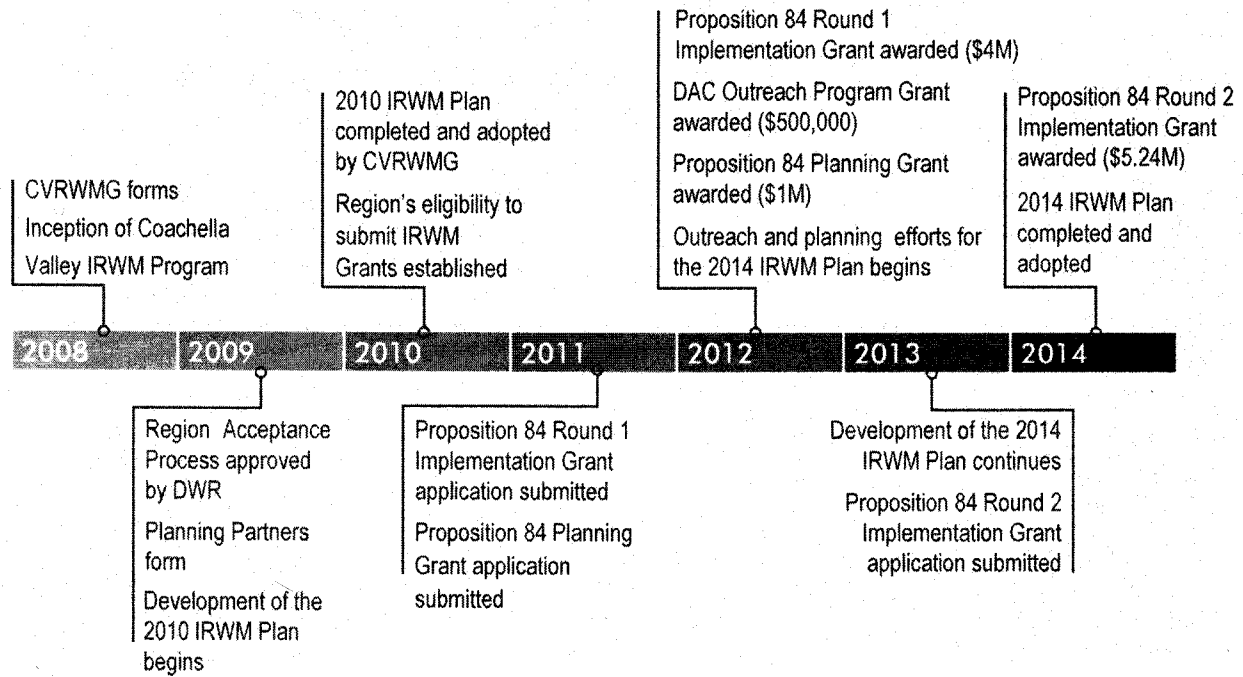 CVRWMG forms
Inception of Coachella
Valley IRWM Program
2010 IRWM Plan
completed and adopted
by CVRWMG
Region's eligibility to
submit IRWM
Grants established
Proposition 84 Round 1
Implementation Grant awarded ($4M)
DAC Outreach Program Grant
awarded ($500,000)
Proposition 84 Planning Grant
awarded ($1M)
Outreach and planning efforts for
the 2014 IRWM Plan begins
Proposition 84 Round 2
Implementation Grant
awarded ($5.24M)
2014 IRWM Plan
completed and
adopted
2008 2009 2010 2011 2012 2013 2014
Region Acceptance
Process approved
by DWR
Planning Partners
form
Development of the
2010 IRWM Plan
begins
Proposition 84 Round 1
Implementation Grant
application submitted
Proposition 84 Planning
Grant application
submitted
Development of the 2014
IRWM Plan continues
Proposition 84 Round 2
Implementation Grant
application submitted